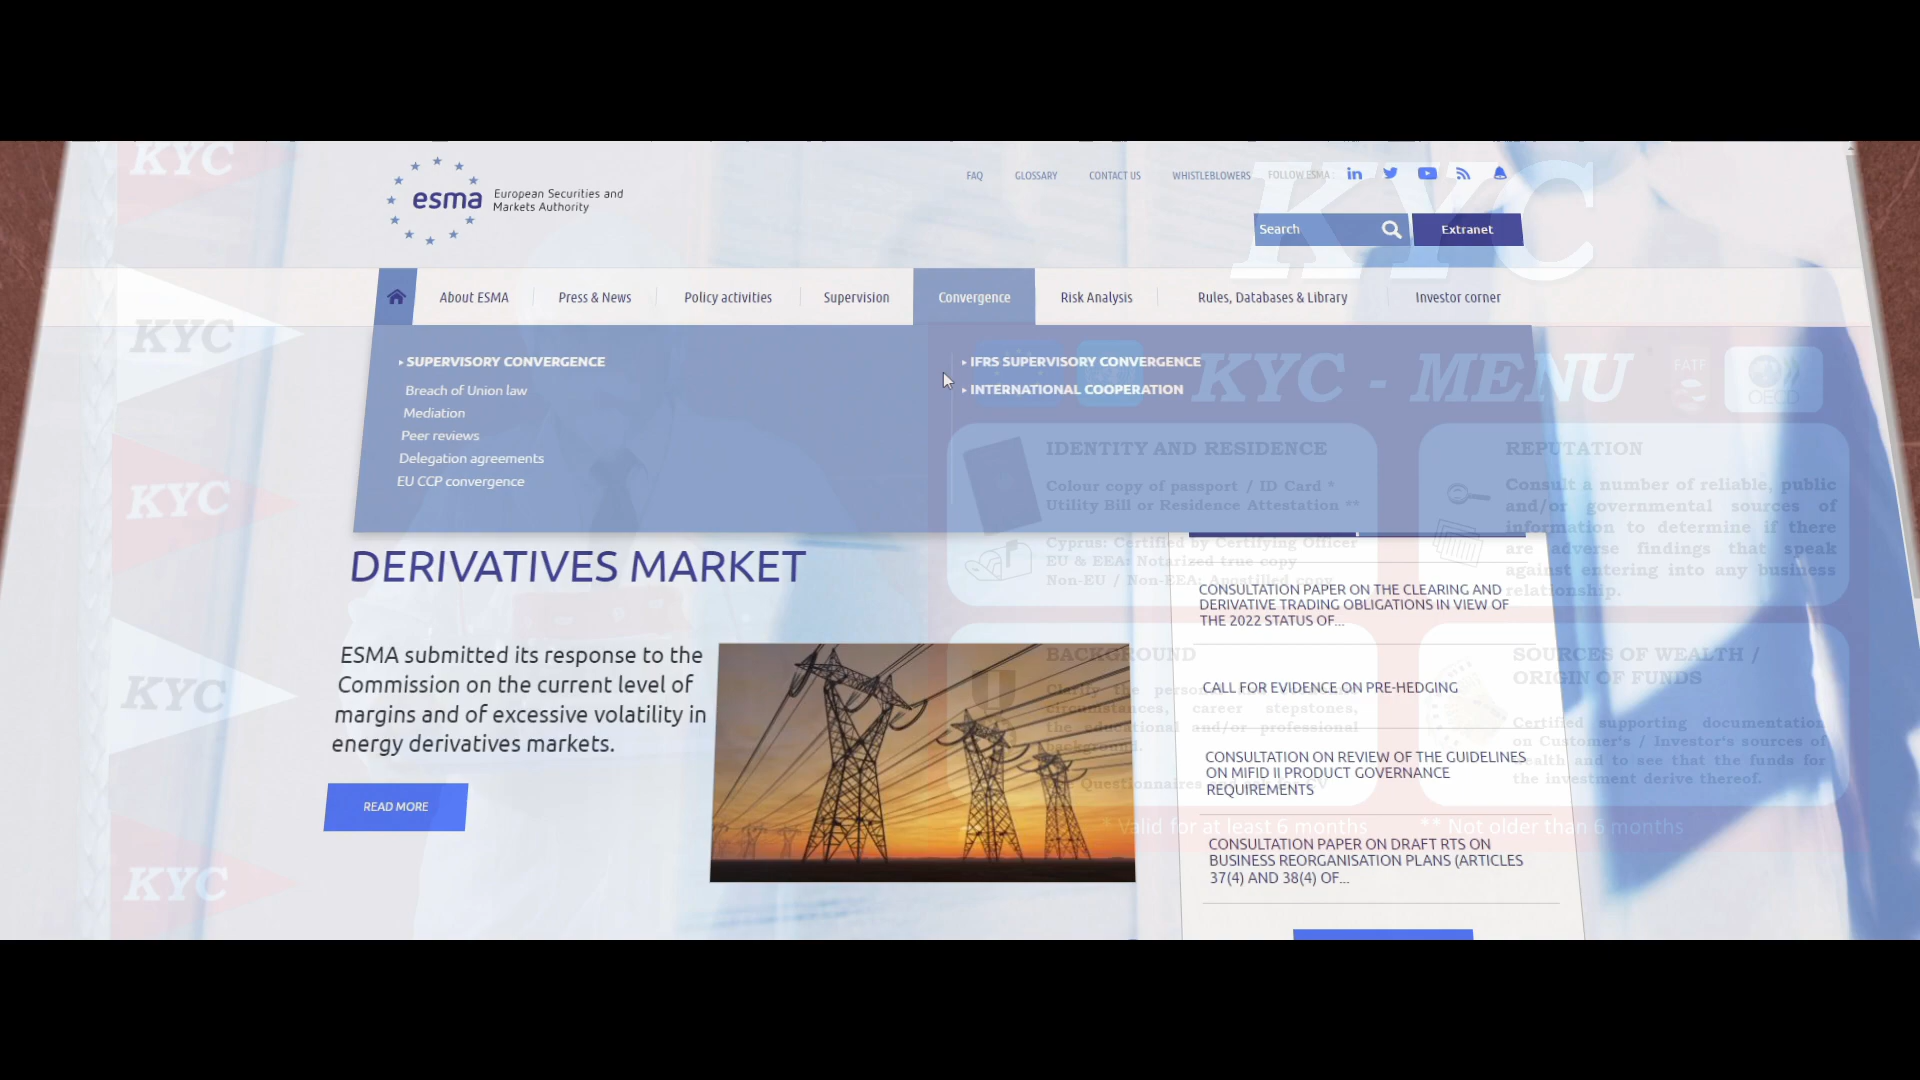 KYC
esma
European Securities and
Markets Authority
FAQ
GLOSSARY
CONTACT US
WHISTLEBLOWERS
FOLLOW ESMA
KYC
Search
Extranet
About ESMA
Press & News
Policy activities
Supervision
Convergence
Risk Analysis
Rules, Databases & Library
Investor corner
KYC
SUPERVISORY CONVERGENCE
Breach of Union law
Mediation
Peer reviews
Delegation agreements
EU CCP convergence
IFRS SUPERVISORY CONVERGENCE
INTERNATIONAL COOPERATION
KYC - MENU
FATF
OECD
IDENTITY AND RESIDENCE
Colour copy of passport / ID Card *
Utility Bill or Residence Attestation **
Cyprus: Certified by Certifying Officer
EU & EEA: Notarized true copy
Non-EU / Non-EEA: Apostilled copy
REPUTATION
Consult a number of reliable, public
and/or governmental sources of
information to determine if there
are adverse findings that speak
against entering into any business
relationship.
KYC
DERIVATIVES MARKET
ESMA submitted its response to the
Commission on the current level of
margins and of excessive volatility in
energy derivatives markets.
READ MORE
KYC
CONSULTATION PAPER ON THE CLEARING AND
DERIVATIVE TRADING OBLIGATIONS IN VIEW OF
THE 2022 STATUS OF...
CALL FOR EVIDENCE ON PRE-HEDGING
CONSULTATION ON REVIEW OF THE GUIDELINES
ON MIFID II PRODUCT GOVERNANCE
REQUIREMENTS
CONSULTATION PAPER ON DRAFT RTS ON
BUSINESS REORGANISATION PLANS (ARTICLES
37(4) AND 38(4) OF...
BACKGROUND
Clarify the
circumstances, career stepstones,
the educational and/or professional
background.
Questionnaires
SOURCES OF WEALTH /
ORIGIN OF FUNDS
Certified supporting documentation
on Customer's / Investor's sources of
wealth and to see that the funds for
the investment derive thereof.
* Valid for at least 6 months
** Not older than 6 months
KYC